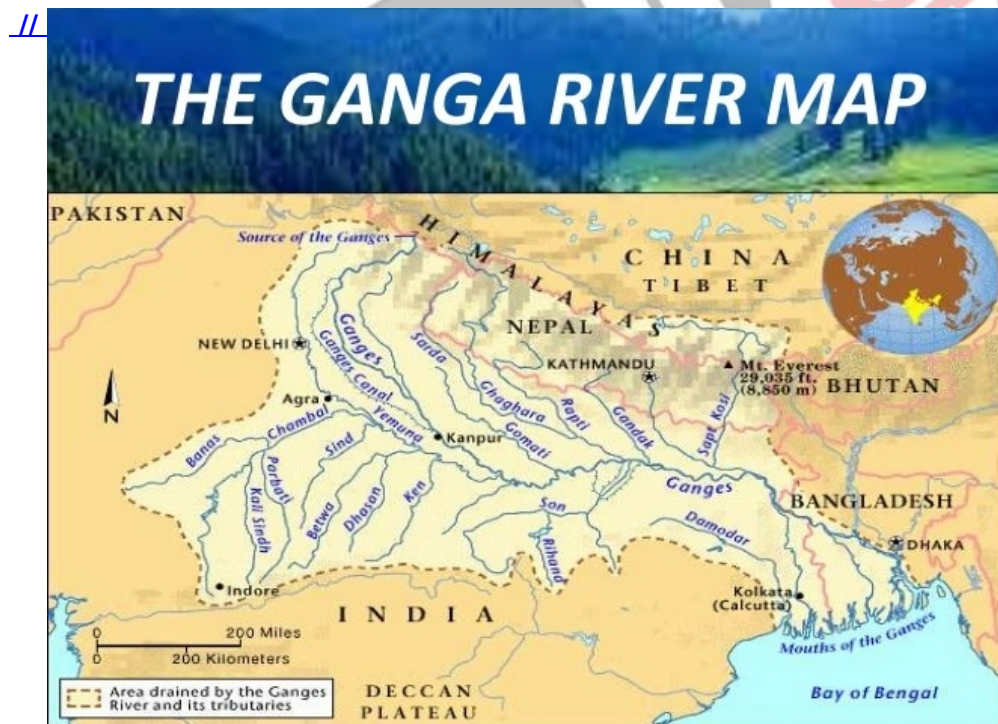 //
THE GANGA RIVER MAP
PAKISTAN
Source of the Ganges
HIMALAYAS
CHINA
TIBET
NEPAL
NEW DELHI
KATHMANDU
Mt. Everest
29,035 ft.
(8,850 m)
BHUTAN
N
Agra
Ganges
Ganges Canal
Sarda
Ghaghara
Rapti
Gandak
Sapt Kosi
Banas
Chambal
Yemuna
Kanpur
Gomati
Sind
Parbati
Kali Sindh
Betwa
Dhasan
Ken
Son
Rihand
Ganges
Damodar
BANGLADESH
DHAKA
Indore
Kolkata
(Calcutta)
INDIA
Mouths of the Ganges
0 200 Miles
0 200 Kilometers
Area drained by the Ganges
River and its tributaries
DECCAN
PLATEAU
Bay of Bengal